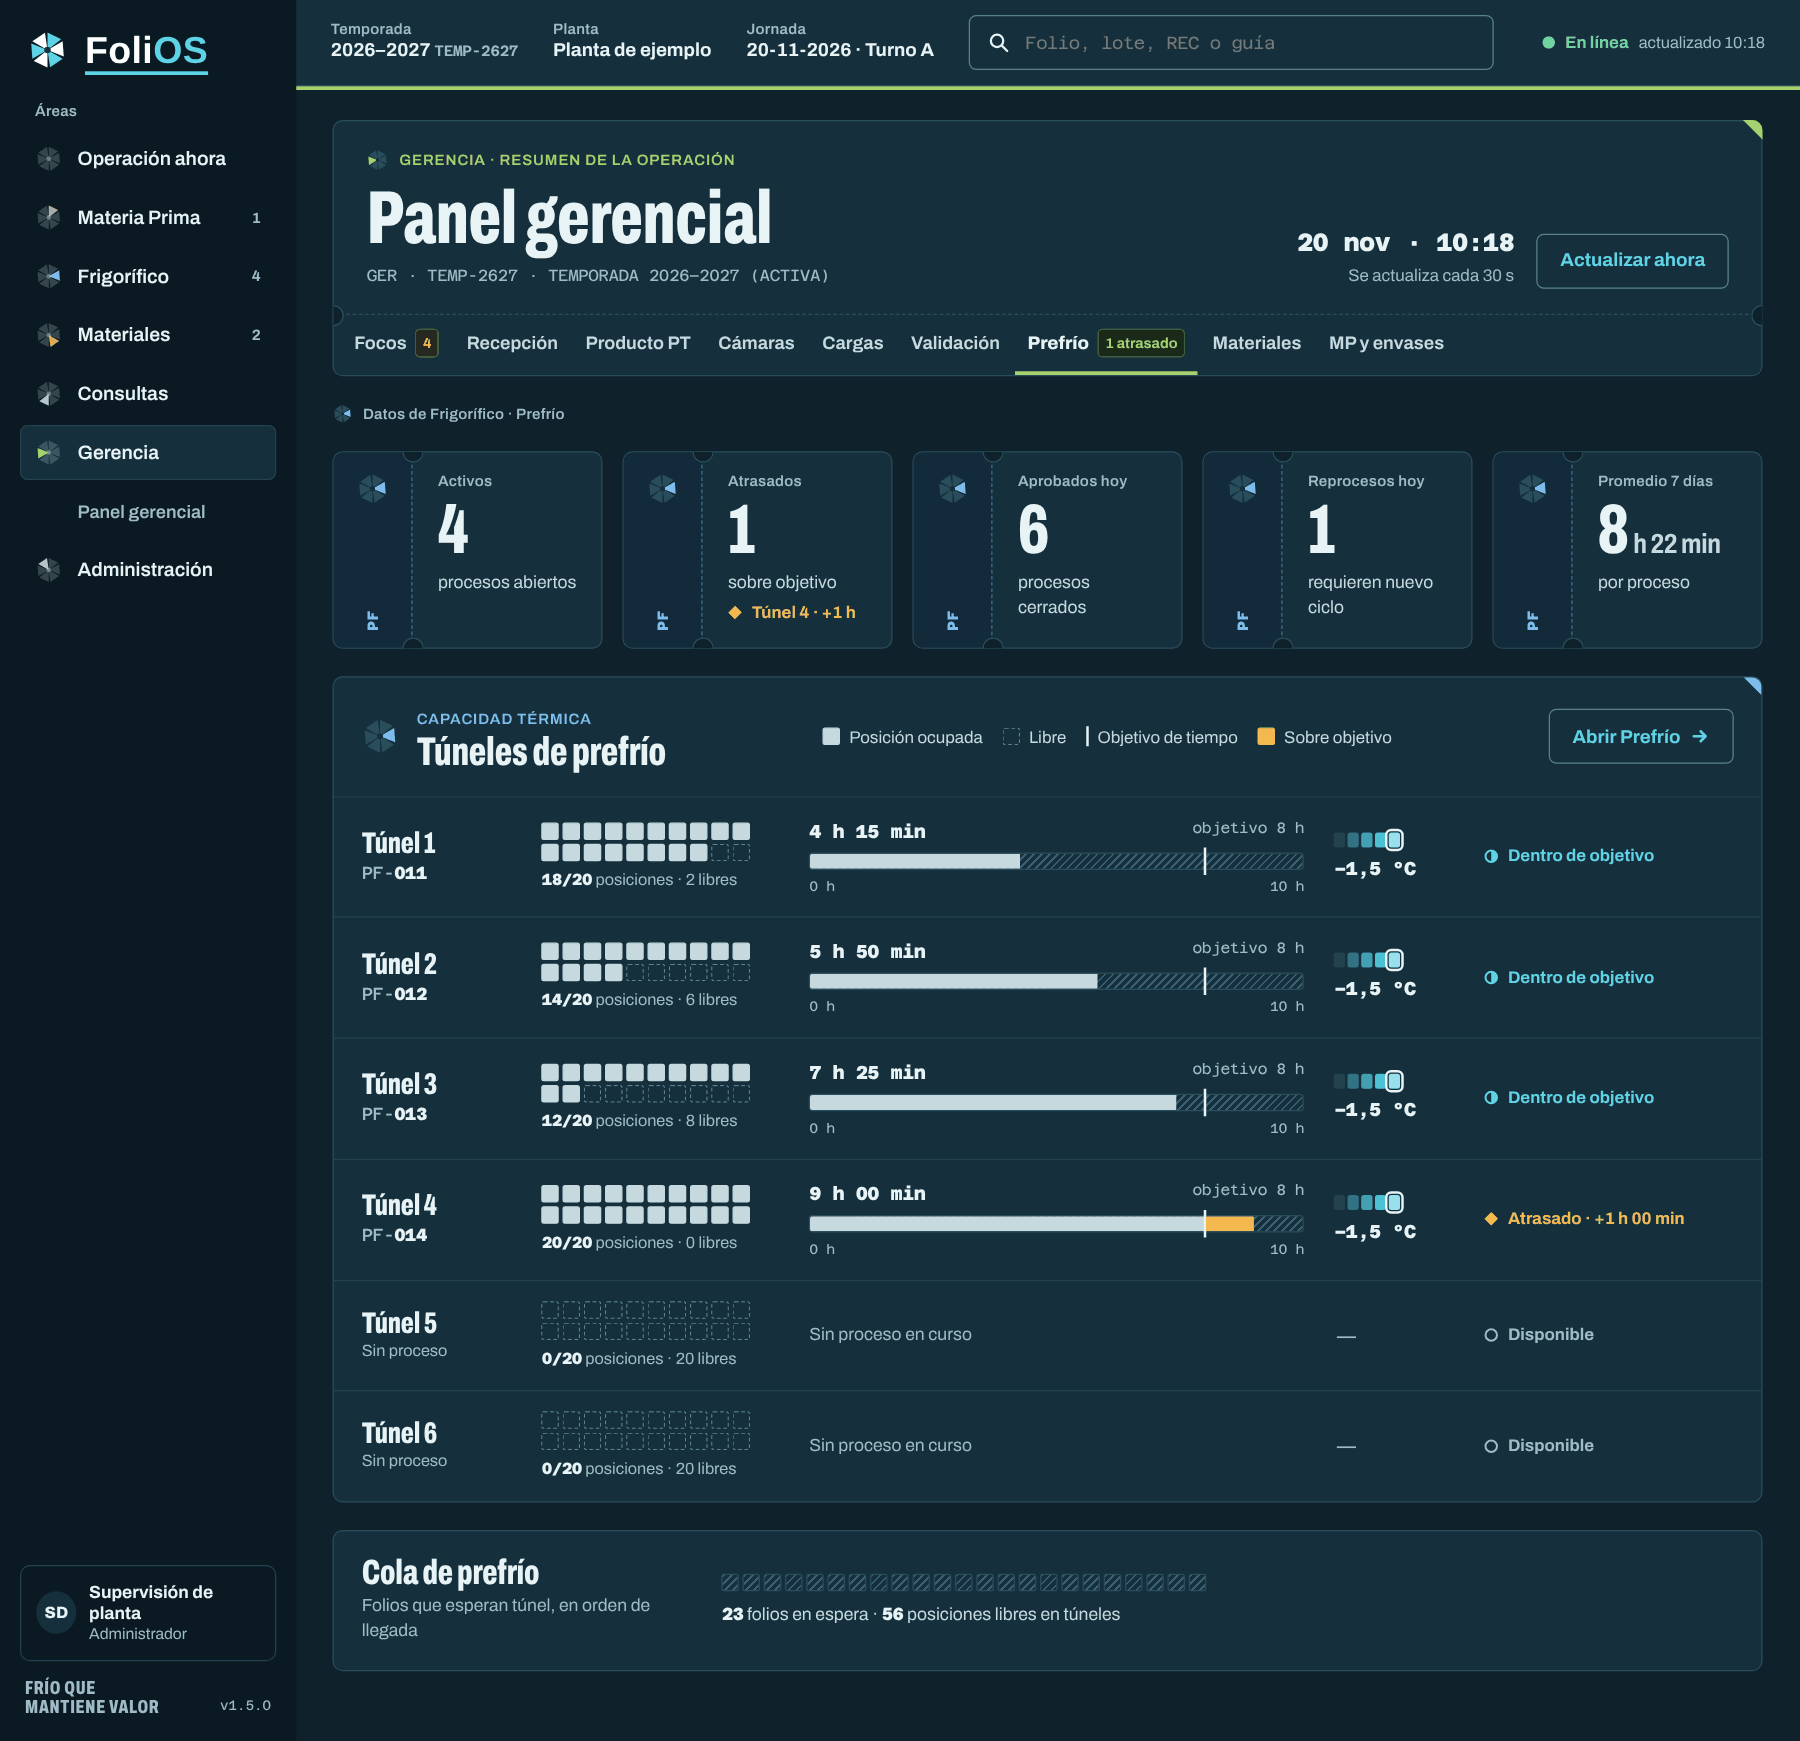 FoliOS
Áreas
Operación ahora
Materia Prima 1
Frigorífico 4
Materiales 2
Consultas
Gerencia
Panel gerencial
Administración
SD
Supervisión de
planta
Administrador
FRÍO QUE
MANTIENE VALOR
v1.5.0
Temporada
2026–2027 TEMP-2627
Planta
Planta de ejemplo
Jornada
20-11-2026 · Turno A
Folio, lote, REC o guía
En línea actualizado 10:18
GERENCIA · RESUMEN DE LA OPERACIÓN
Panel gerencial
GER · TEMP-2627 · TEMPORADA 2026–2027 (ACTIVA)
20 nov · 10:18
Se actualiza cada 30 s
Actualizar ahora
Focos 4 Recepción Producto PT Cámaras Cargas Validación Prefrío 1 atrasado Materiales MP y envases
Datos de Frigorífico · Prefrío
PF
Activos
4
procesos abiertos
PF
Atrasados
1
sobre objetivo
Túnel 4 · +1 h
PF
Aprobados hoy
6
procesos
cerrados
PF
Reprocesos hoy
1
requieren nuevo
ciclo
PF
Promedio 7 días
8 h 22 min
por proceso
CAPACIDAD TÉRMICA
Túneles de prefrío
Posición ocupada Libre Objetivo de tiempo Sobre objetivo
Abrir Prefrío →
Túnel 1
PF-011
18/20 posiciones · 2 libres
4 h 15 min objetivo 8 h
0 h 10 h
−1,5 °C
Dentro de objetivo
Túnel 2
PF-012
14/20 posiciones · 6 libres
5 h 50 min objetivo 8 h
0 h 10 h
−1,5 °C
Dentro de objetivo
Túnel 3
PF-013
12/20 posiciones · 8 libres
7 h 25 min objetivo 8 h
0 h 10 h
−1,5 °C
Dentro de objetivo
Túnel 4
PF-014
20/20 posiciones · 0 libres
9 h 00 min objetivo 8 h
0 h 10 h
−1,5 °C
Atrasado · +1 h 00 min
Túnel 5
Sin proceso
0/20 posiciones · 20 libres
Sin proceso en curso
—
Disponible
Túnel 6
Sin proceso
0/20 posiciones · 20 libres
Sin proceso en curso
—
Disponible
Cola de prefrío
Folios que esperan túnel, en orden de
llegada
23 folios en espera · 56 posiciones libres en túneles